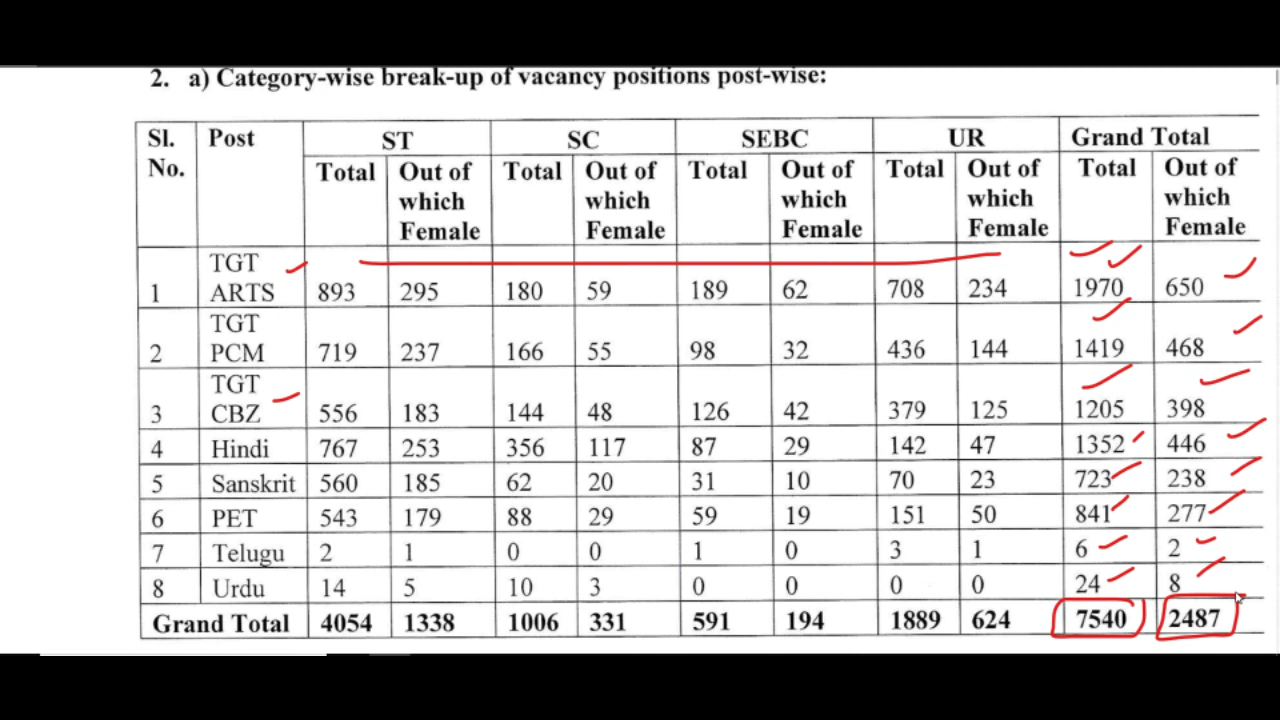 2. a) Category-wise break-up of vacancy positions post-wise:
Sl. No. Post ST SC SEBC UR Grand Total
Total Out of which Female Total Out of which Female Total Out of which Female Total Out of which Female Total Out of which Female
1 TGT ARTS 893 295 180 59 189 62 708 234 1970 650
2 TGT PCM 719 237 166 55 98 32 436 144 1419 468
3 TGT CBZ 556 183 144 48 126 42 379 125 1205 398
4 Hindi 767 253 356 117 87 29 142 47 1352 446
5 Sanskrit 560 185 62 20 31 10 70 23 723 238
6 PET 543 179 88 29 59 19 151 50 841 277
7 Telugu 2 1 0 0 1 0 3 1 6 2
8 Urdu 14 5 10 3 0 0 0 0 24 8
Grand Total 4054 1338 1006 331 591 194 1889 624 7540 2487